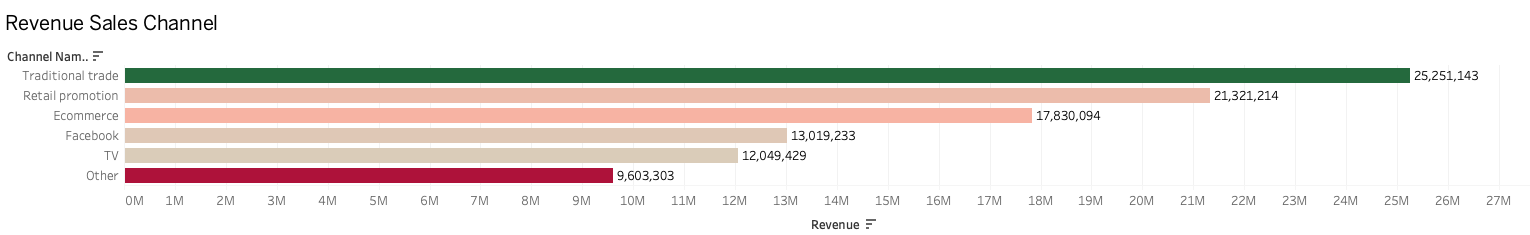 Revenue Sales Channel
Channel Nam..
Traditional trade 25,251,143
Retail promotion 21,321,214
Ecommerce 17,830,094
Facebook 13,019,233
TV 12,049,429
Other 9,603,303
0M 1M 2M 3M 4M 5M 6M 7M 8M 9M 10M 11M 12M 13M 14M 15M 16M 17M 18M 19M 20M 21M 22M 23M 24M 25M 26M 27M
Revenue